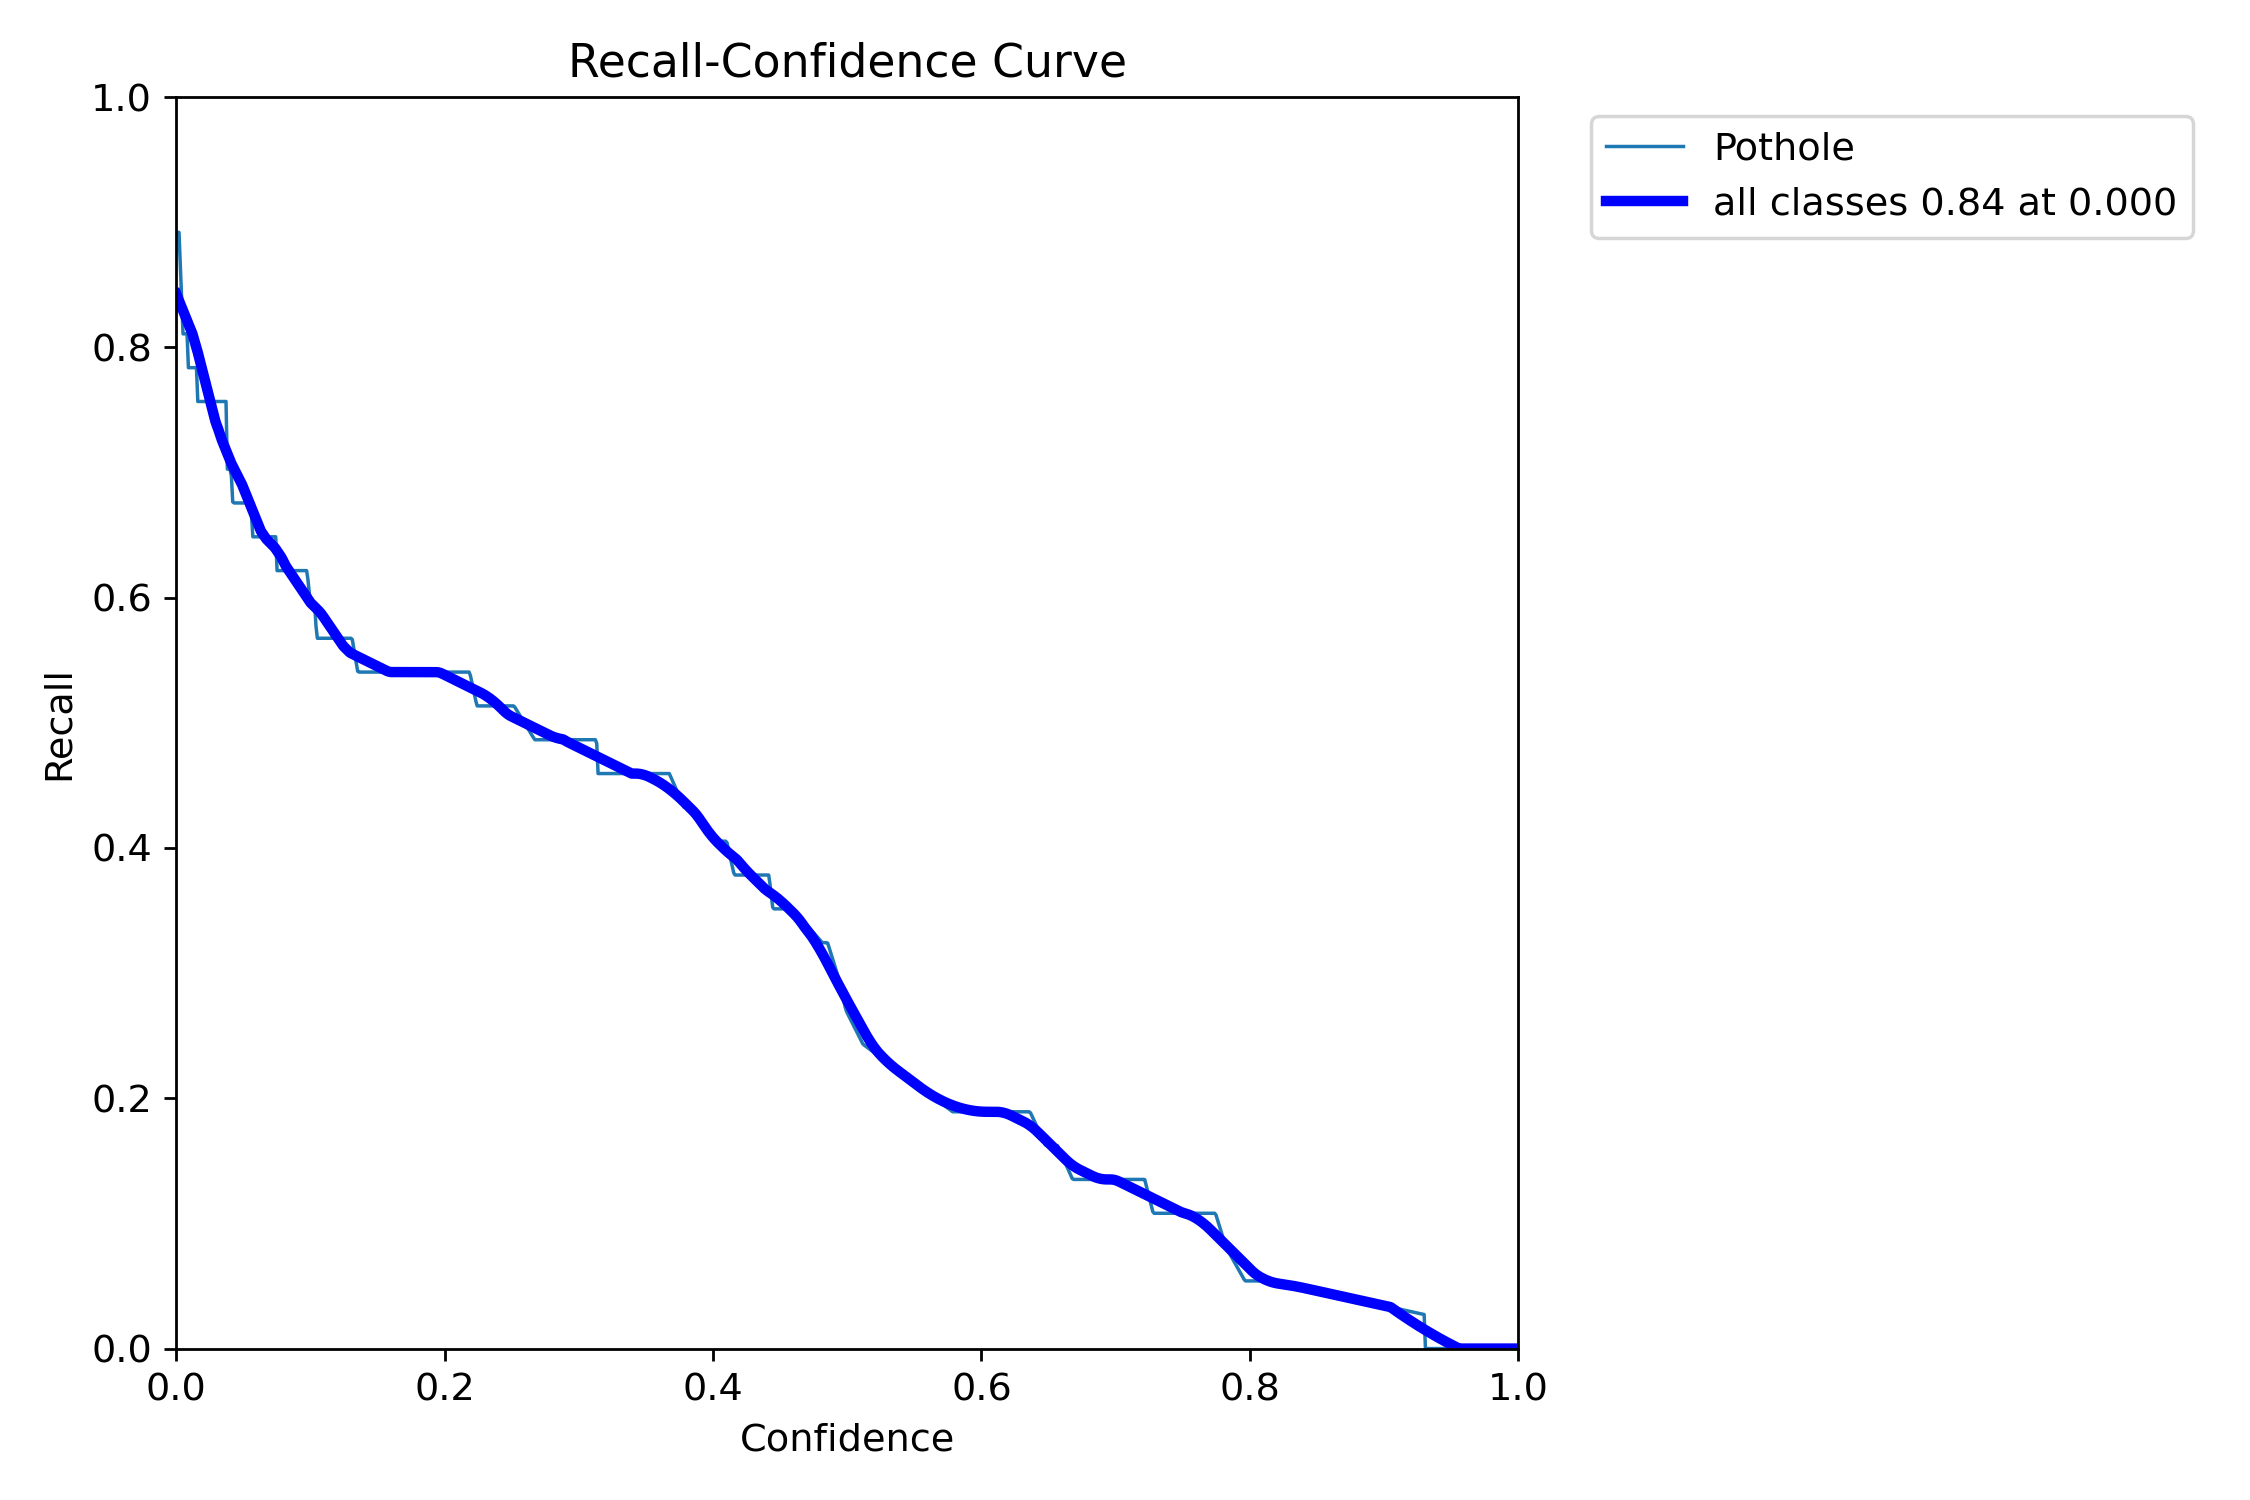 Recall-Confidence Curve
1.0
0.8
0.6
0.4
0.2
0.0
Recall
0.0 0.2 0.4 0.6 0.8 1.0
Confidence
Pothole
all classes 0.84 at 0.000